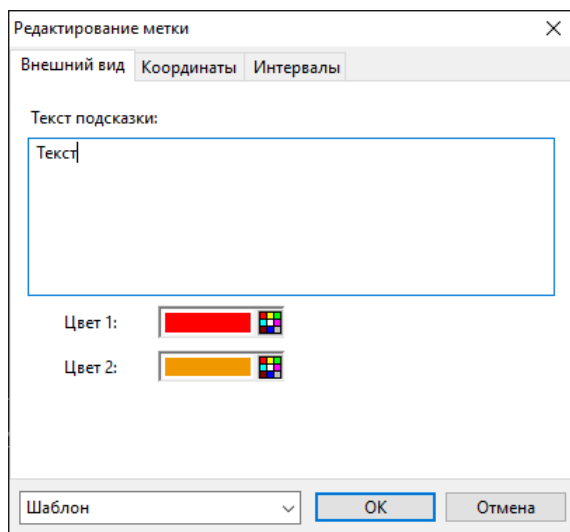 Редактирование метки
Внешний вид Координаты Интервалы
Текст подсказки:
Текст
Цвет 1:
Цвет 2:
Шаблон OK Отмена